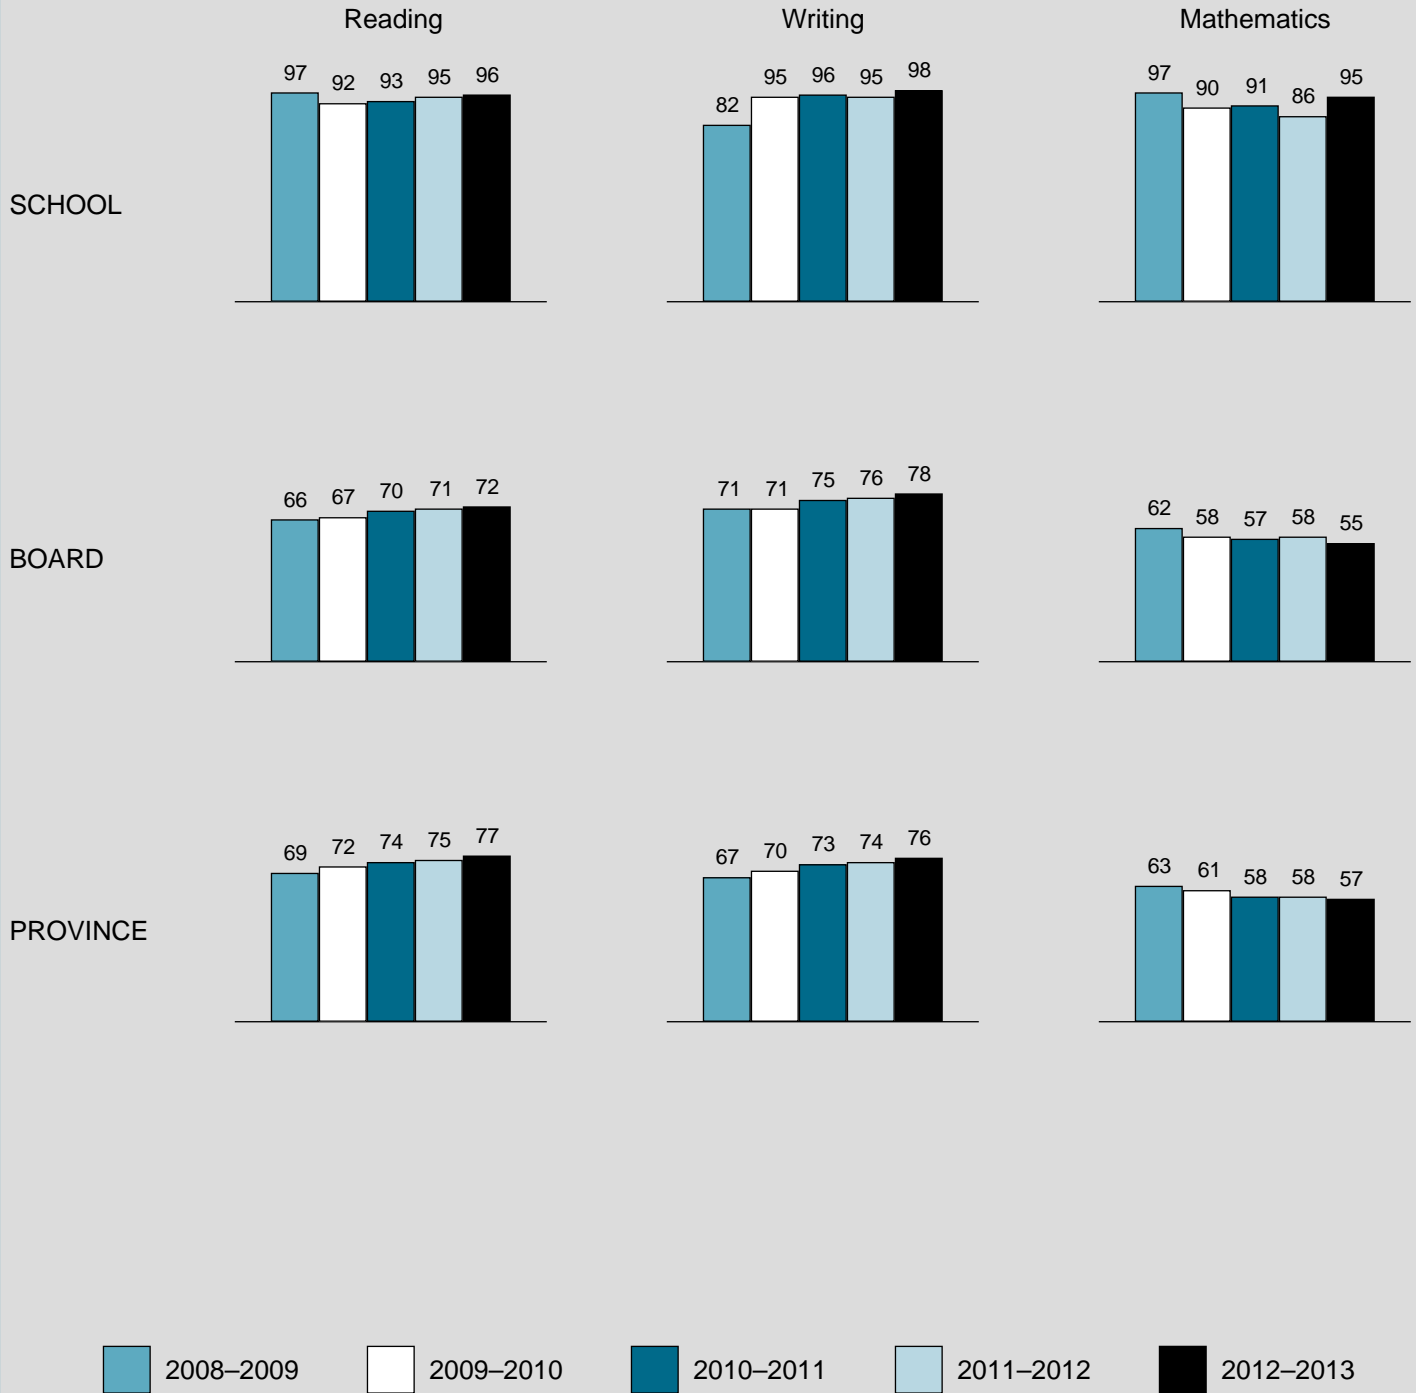 Reading Writing Mathematics
97 92 93 95 96
82 95 96 95 98
97 90 91 86 95
SCHOOL
66 67 70 71 72
71 71 75 76 78
62 58 57 58 55
BOARD
69 72 74 75 77
67 70 73 74 76
63 61 58 58 57
PROVINCE
2008–2009 2009–2010 2010–2011 2011–2012 2012–2013